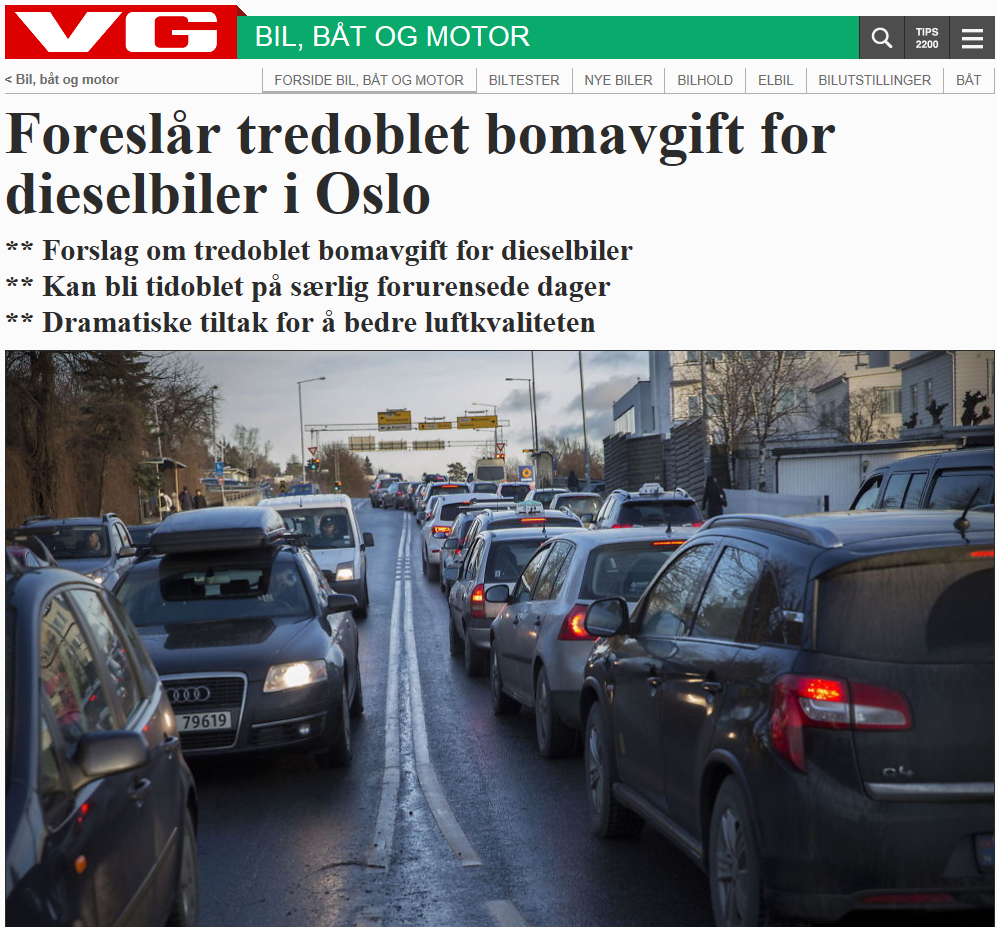 VG
BIL, BÅT OG MOTOR
TIPS
2200
< Bil, båt og motor
FORSIDE BIL, BÅT OG MOTOR
BILTESTER
NYE BILER
BILHOLD
ELBIL
BILUTSTILLINGER
BÅT
Foreslår tredoblet bomavgift for
dieselbiler i Oslo
** Forslag om tredoblet bomavgift for dieselbiler
** Kan bli tidoblet på særlig forurensede dager
** Dramatiske tiltak for å bedre luftkvaliteten
79619
C4